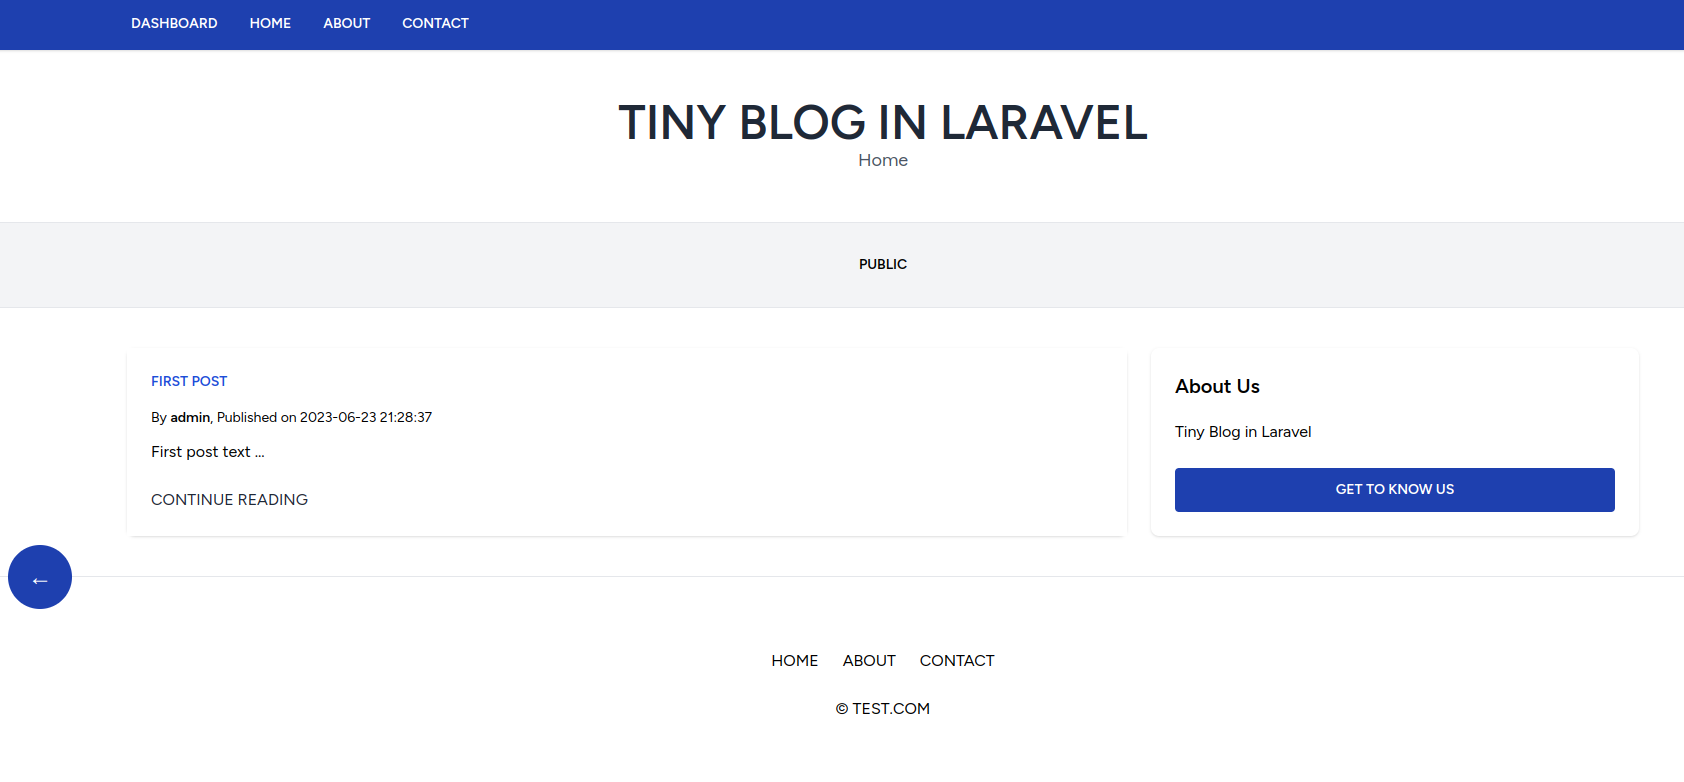 DASHBOARD HOME ABOUT CONTACT
TINY BLOG IN LARAVEL
Home
PUBLIC
FIRST POST
By admin, Published on 2023-06-23 21:28:37
First post text ...
CONTINUE READING
About Us
Tiny Blog in Laravel
GET TO KNOW US
←
HOME ABOUT CONTACT
© TEST.COM